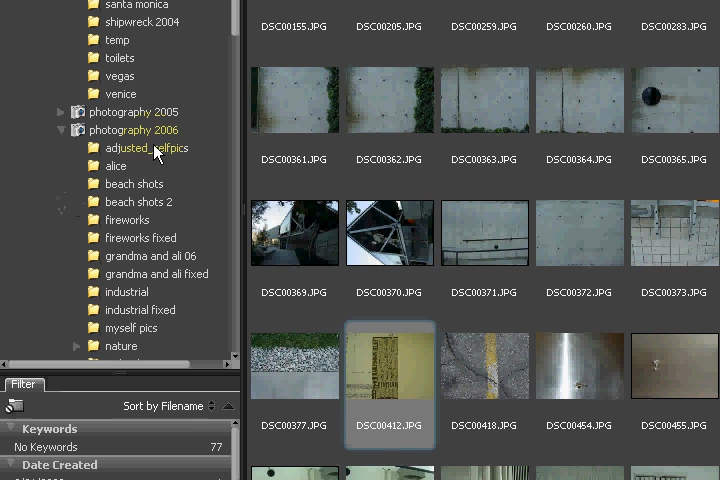 santa monica
shipwreck 2004
temp
toilets
vegas
venice
photography 2005
photography 2006
adjusted_selfpics
alice
beach shots
beach shots 2
fireworks
fireworks fixed
grandma and ali 06
grandma and ali fixed
industrial
industrial fixed
myself pics
nature
Filter
Sort by Filename
Keywords
No Keywords 77
Date Created
DSC00155.JPG DSC00205.JPG DSC00259.JPG DSC00260.JPG DSC00283.JPG
DSC00361.JPG DSC00362.JPG DSC00363.JPG DSC00364.JPG DSC00365.JPG
DSC00369.JPG DSC00370.JPG DSC00371.JPG DSC00372.JPG DSC00373.JPG
DSC00377.JPG DSC00412.JPG DSC00418.JPG DSC00454.JPG DSC00455.JPG